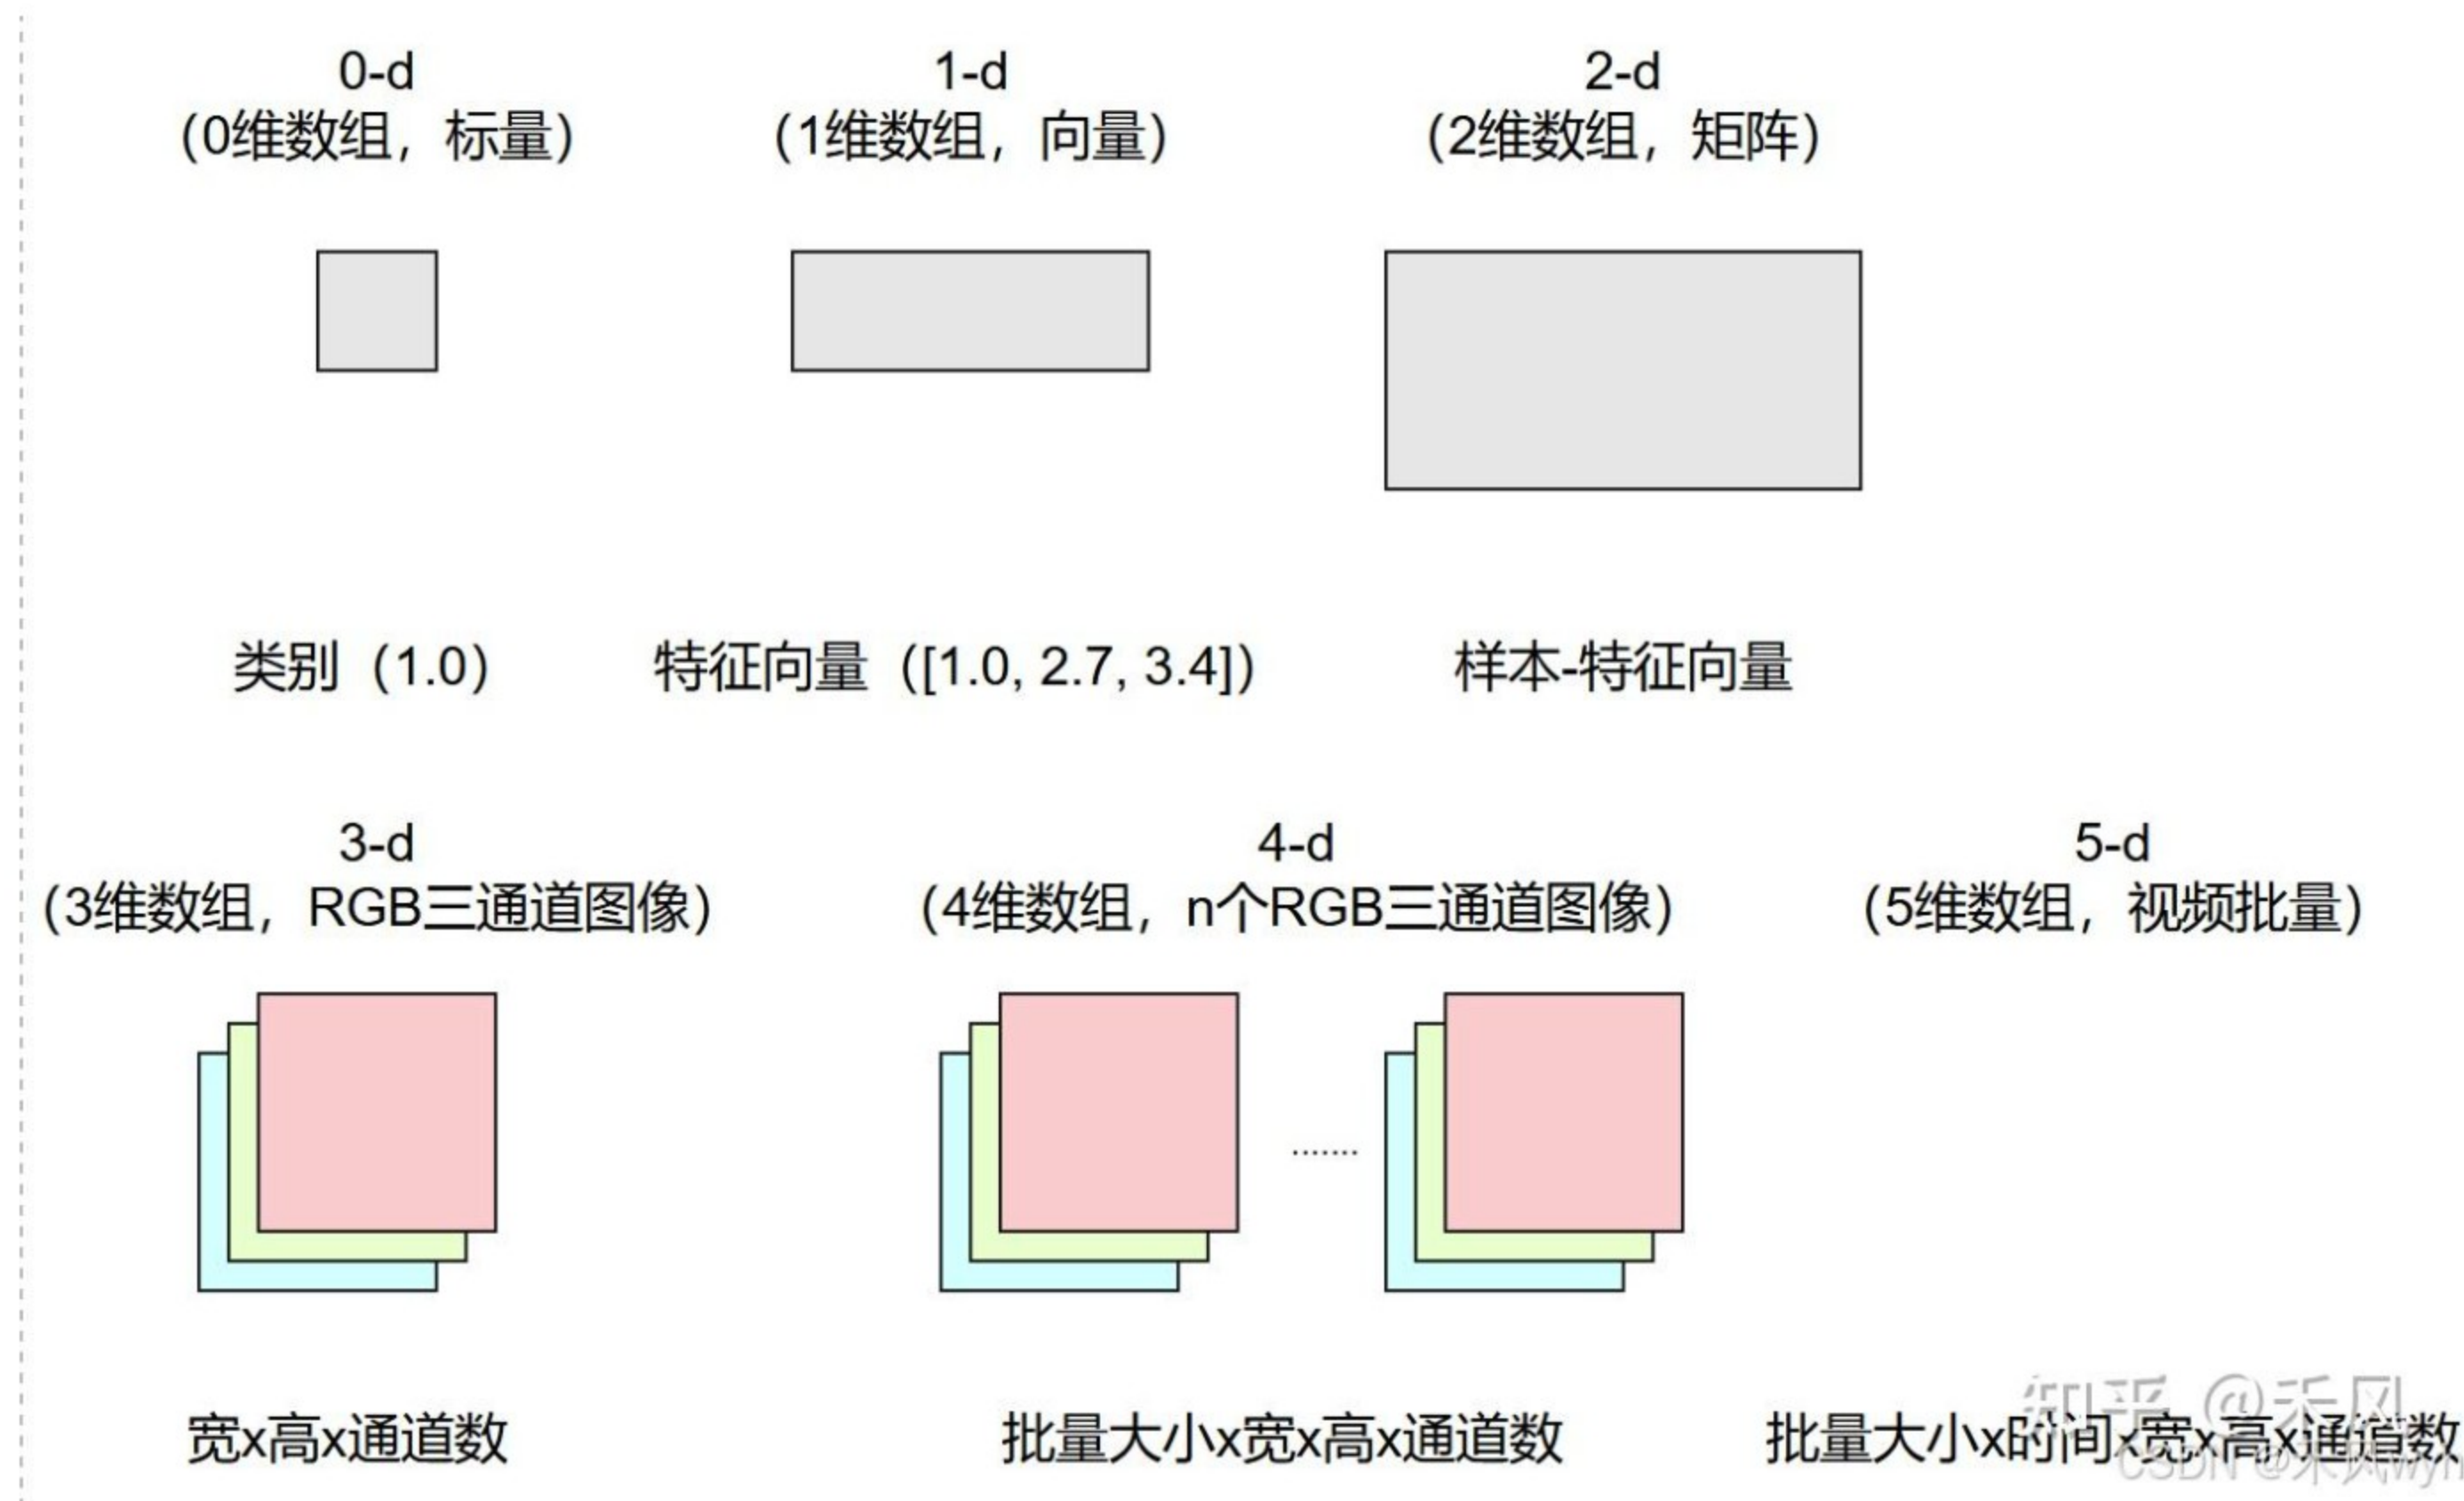 0-d
(0维数组，标量)
1-d
(1维数组，向量)
2-d
(2维数组，矩阵)
类别（1.0）
特征向量（[1.0, 2.7, 3.4]）
样本-特征向量
3-d
(3维数组，RGB三通道图像)
4-d
(4维数组，n个RGB三通道图像)
5-d
(5维数组，视频批量)
.......
宽x高x通道数
批量大小x宽x高x通道数
批量大小x时间x宽x高x通道数
知乎 @禾风
CSDN @禾风wyh